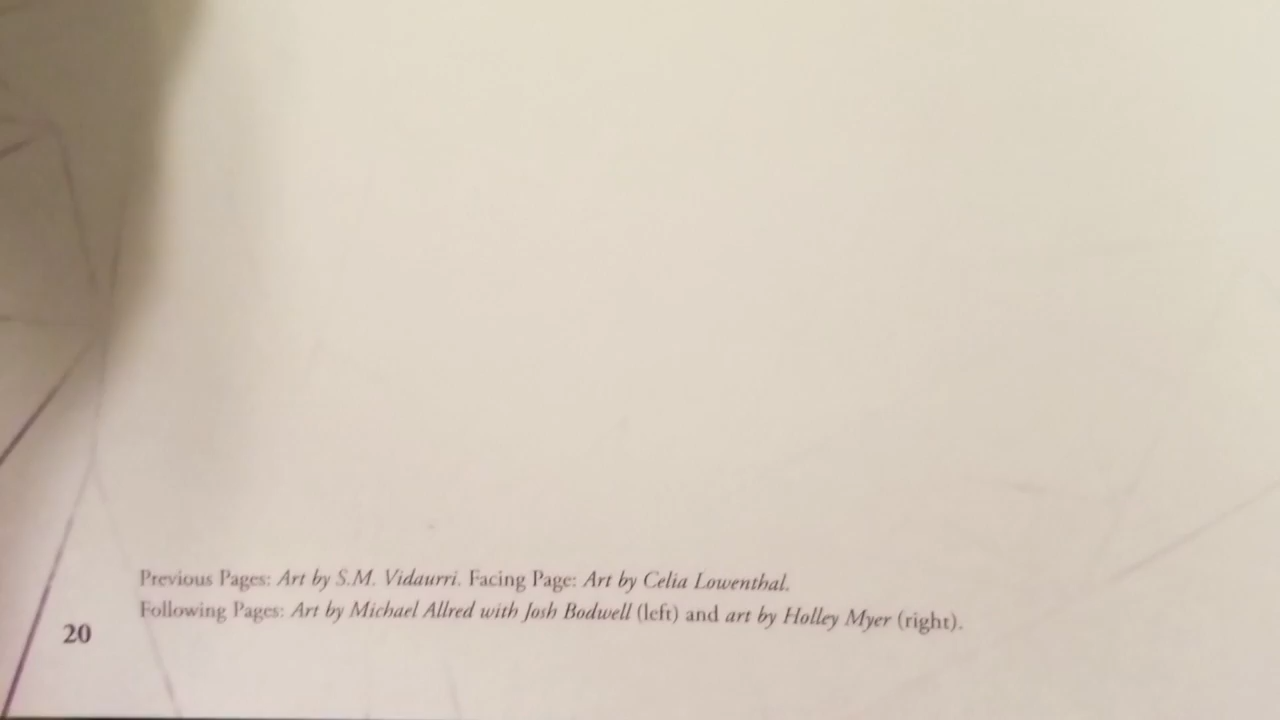 Previous Pages: Art by S.M. Vidaurri. Facing Page: Art by Celia Lowenthal.
Following Pages: Art by Michael Allred with Josh Bodwell (left) and art by Holley Myer (right).
20